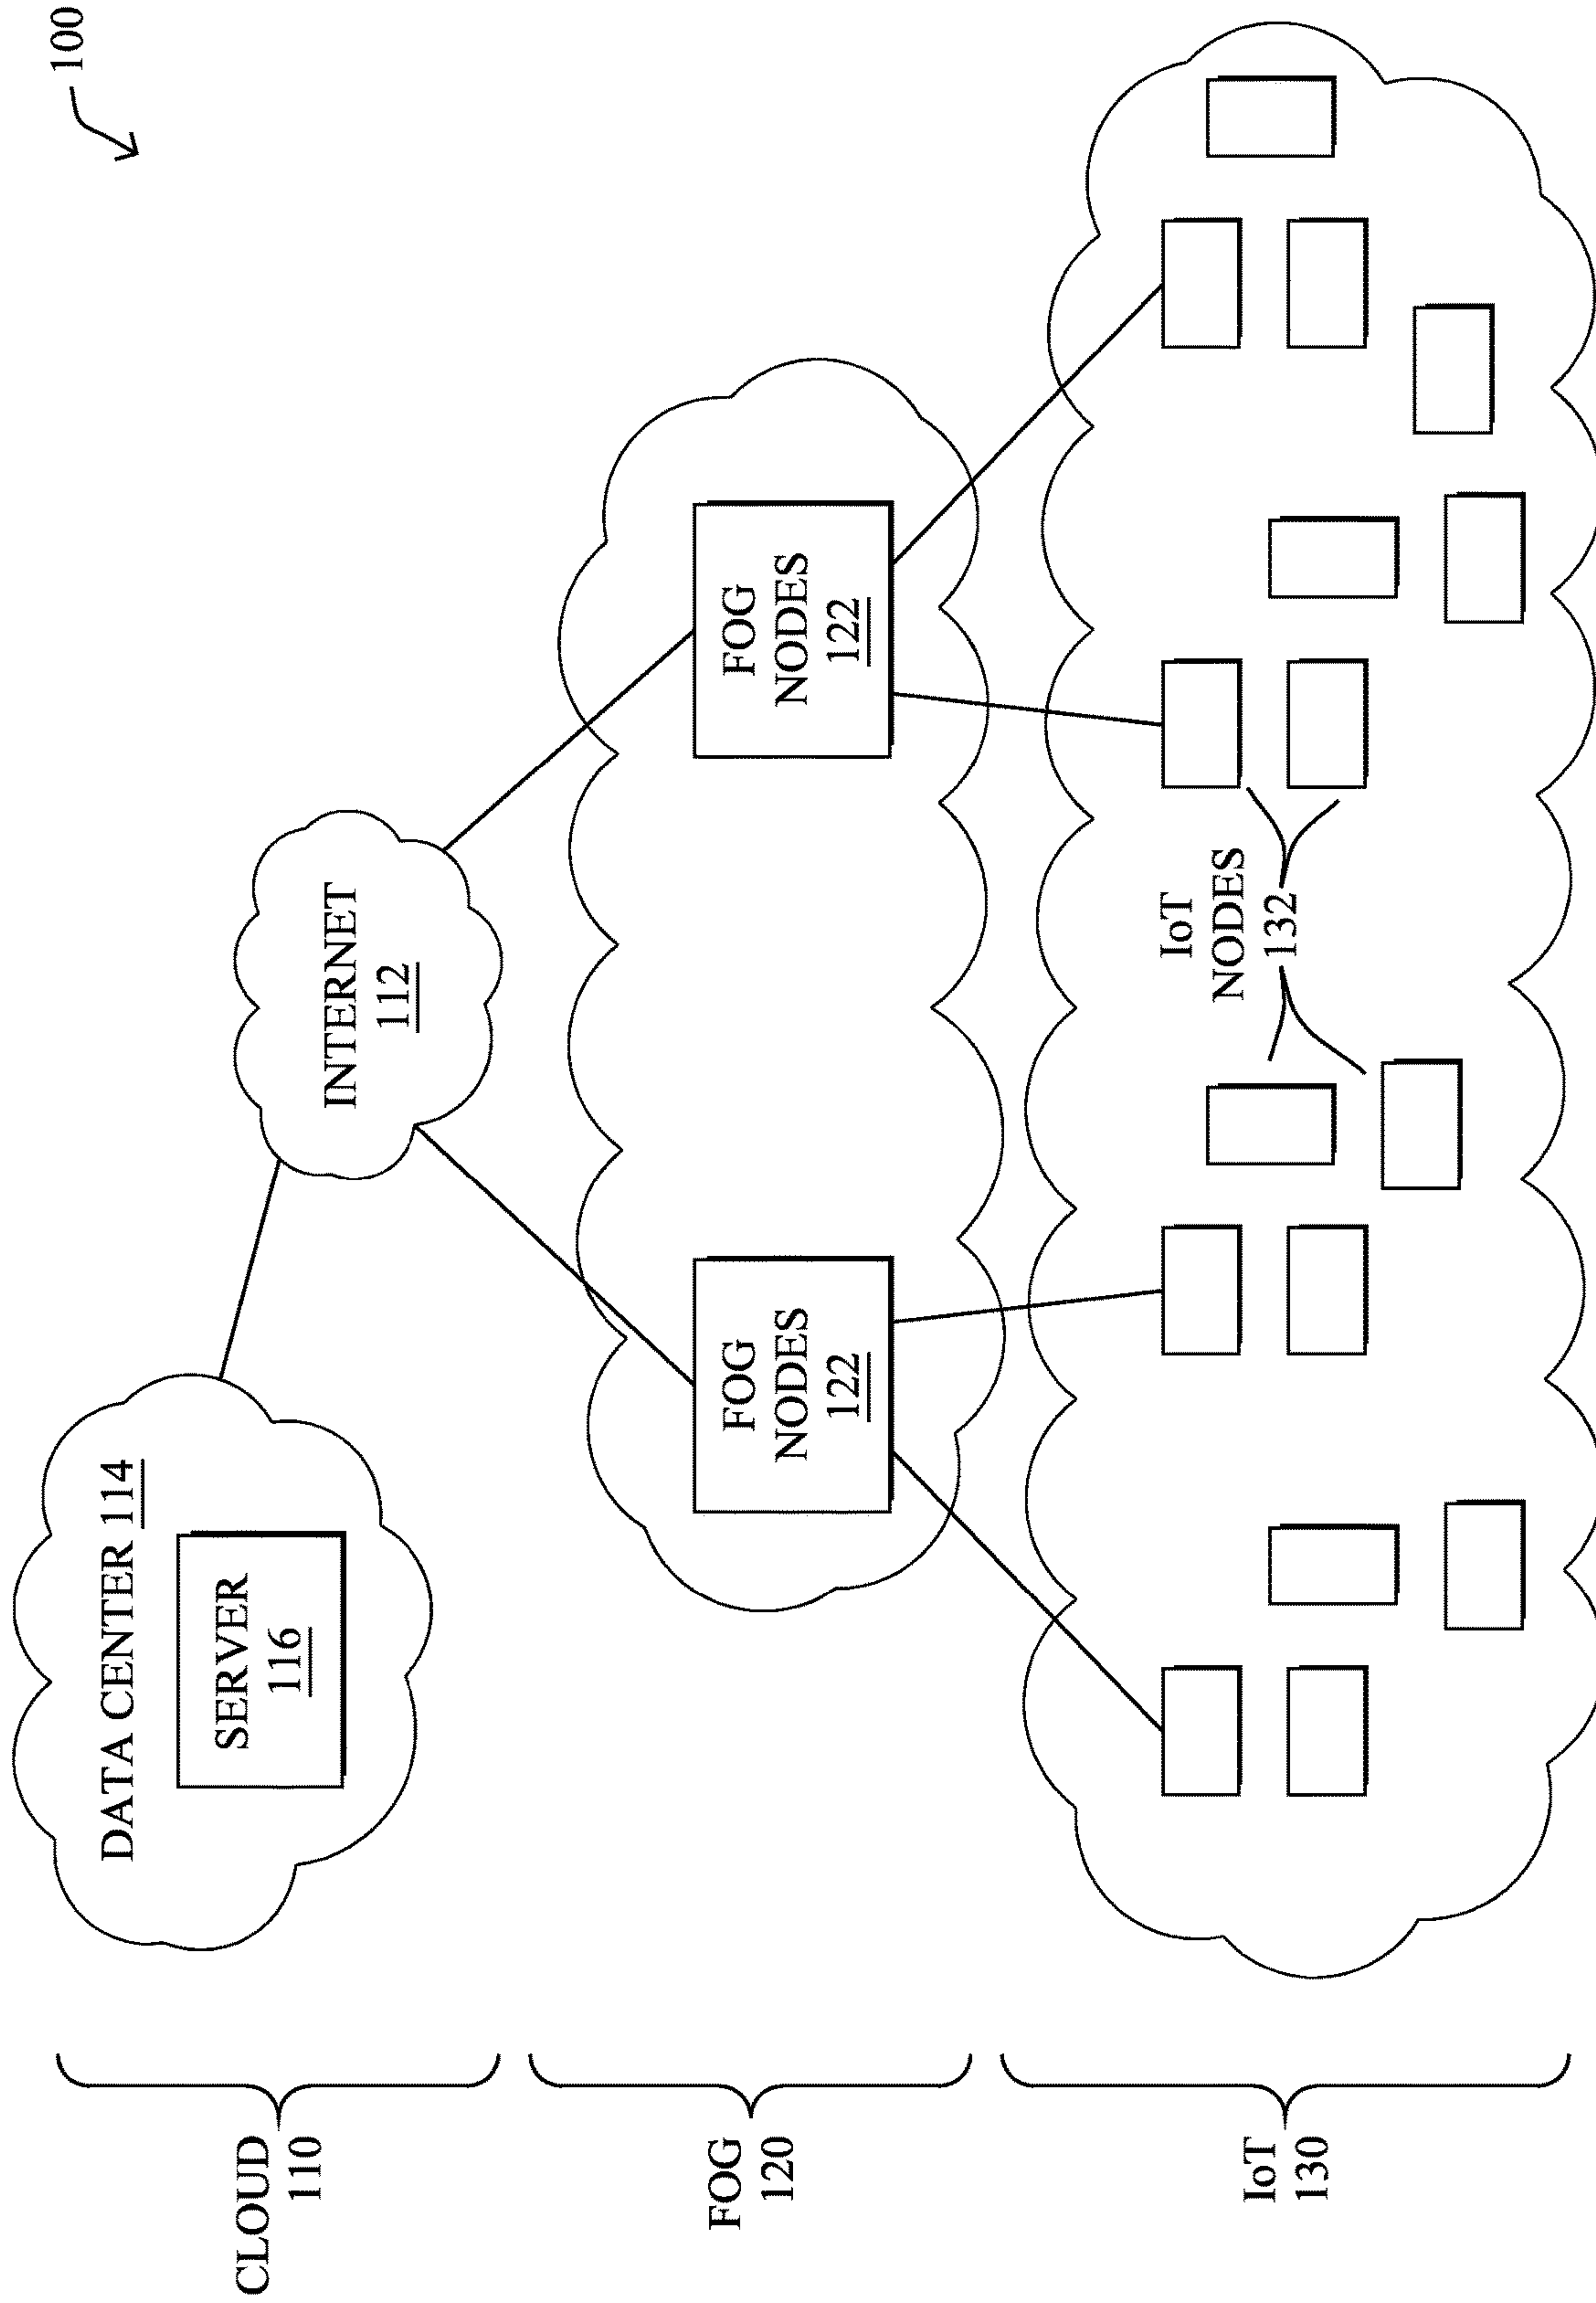 100
CLOUD
110
DATA CENTER 114
SERVER
116
INTERNET
112
FOG
120
FOG
NODES
122
FOG
NODES
122
IoT
130
IoT
NODES
132